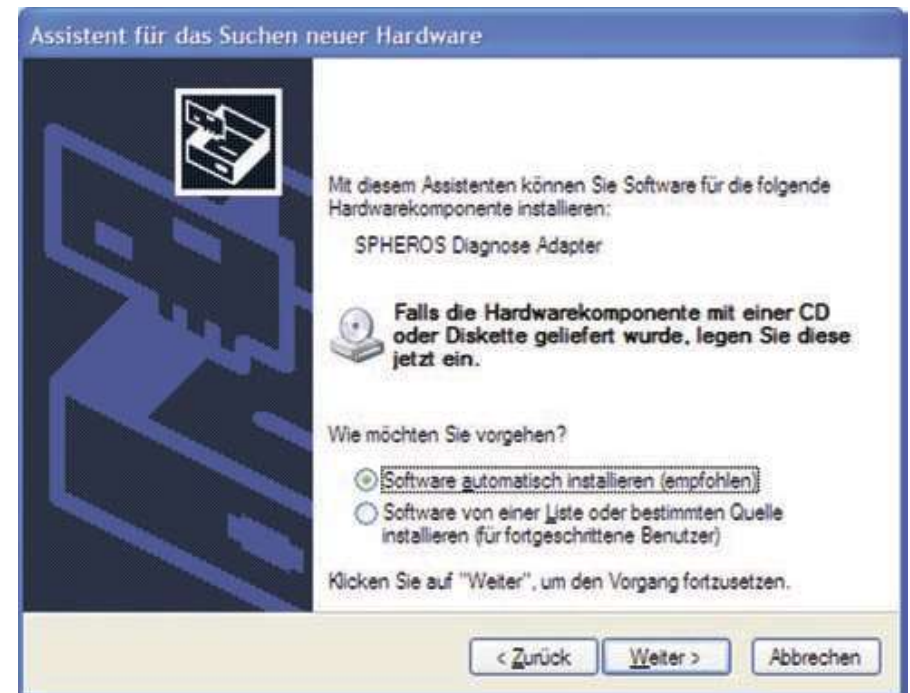 Assistent für das Suchen neuer Hardware
Mit diesem Assistenten können Sie Software für die folgende
Hardwarekomponente installieren:
SPHEROS Diagnose Adapter
Falls die Hardwarekomponente mit einer CD
oder Diskette geliefert wurde, legen Sie diese
jetzt ein.
Wie möchten Sie vorgehen?
Software automatisch installieren (empfohlen)
Software von einer Liste oder bestimmten Quelle
installieren (für fortgeschrittene Benutzer)
Klicken Sie auf "Weiter", um den Vorgang fortzusetzen.
< Zurück Weiter > Abbrechen